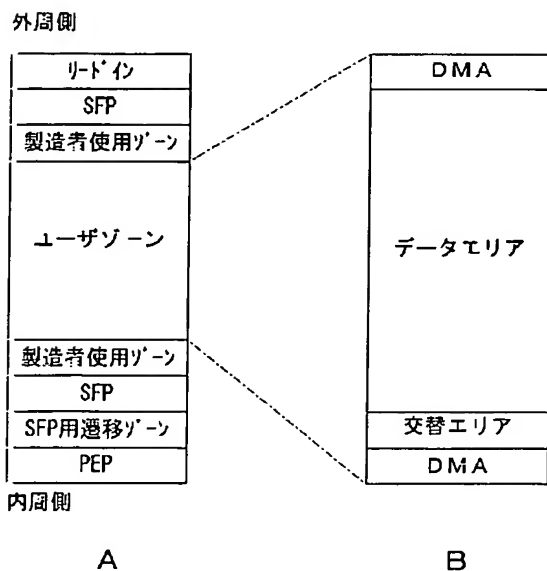 外周側
リードイン
SFP
製造者使用ゾーン
ユーザゾーン
製造者使用ゾーン
SFP
SFP用遷移ゾーン
PEP
内周側
A
DMA
データエリア
交替エリア
DMA
B